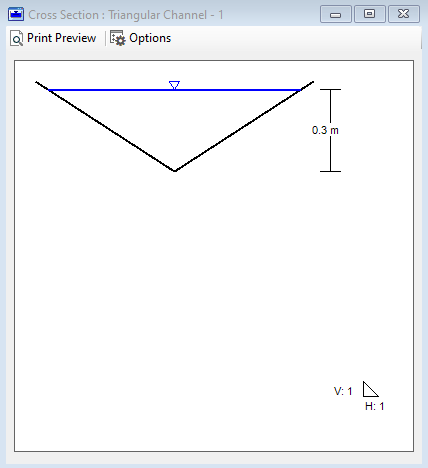 Cross Section : Triangular Channel - 1
Print Preview Options
0.3 m
V: 1
H: 1